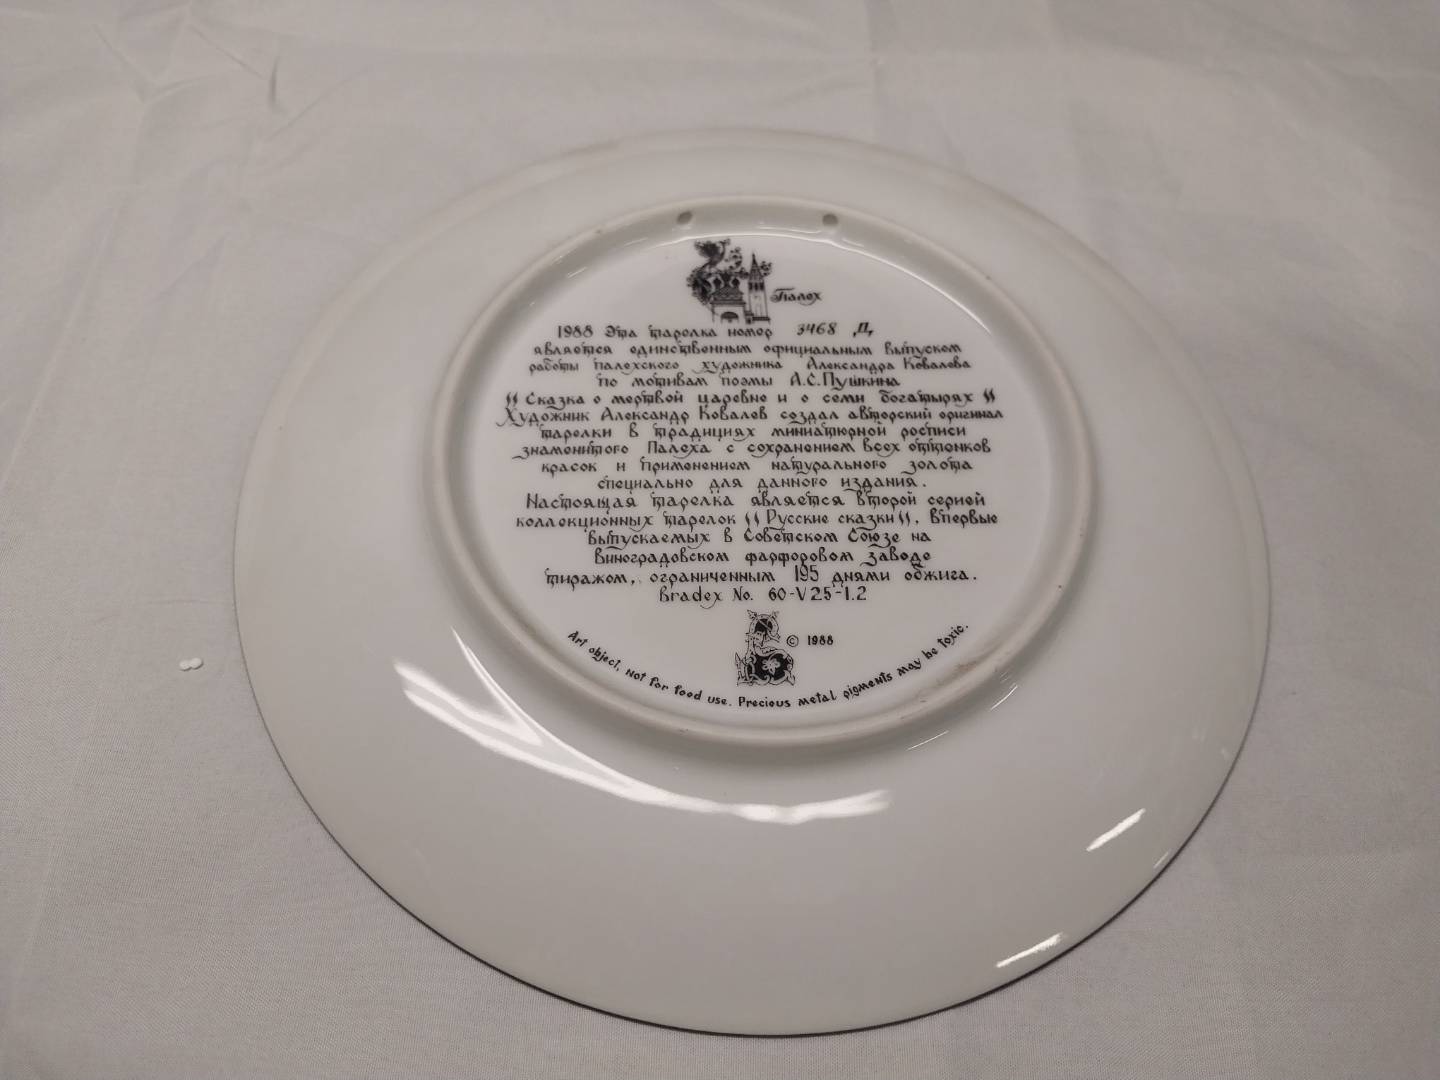 Палех
1988 Эта тарелка номер 3468 Д,
является единственным официальным выпуском
работы палехского художника Александра Ковалева
по мотивам поэмы А.С.Пушкина
"Сказка о мертвой царевне и о семи богатырях"
Художник Александр Ковалев создал авторский оригинал
тарелки в традициях миниатюрной росписи
знаменитого Палеха с сохранением всех оттенков
красок и применением натурального золота
специально для данного издания.
Настоящая тарелка является второй серией
коллекционных тарелок "Русские сказки", впервые
выпускаемых в Советском Союзе на
Виноградовском фарфоровом заводе
тиражом, ограниченным 195 днями обжига.
Bradex No. 60-V25-1.2
© 1988
Art object, not for food use. Precious metal pigments may be toxic.